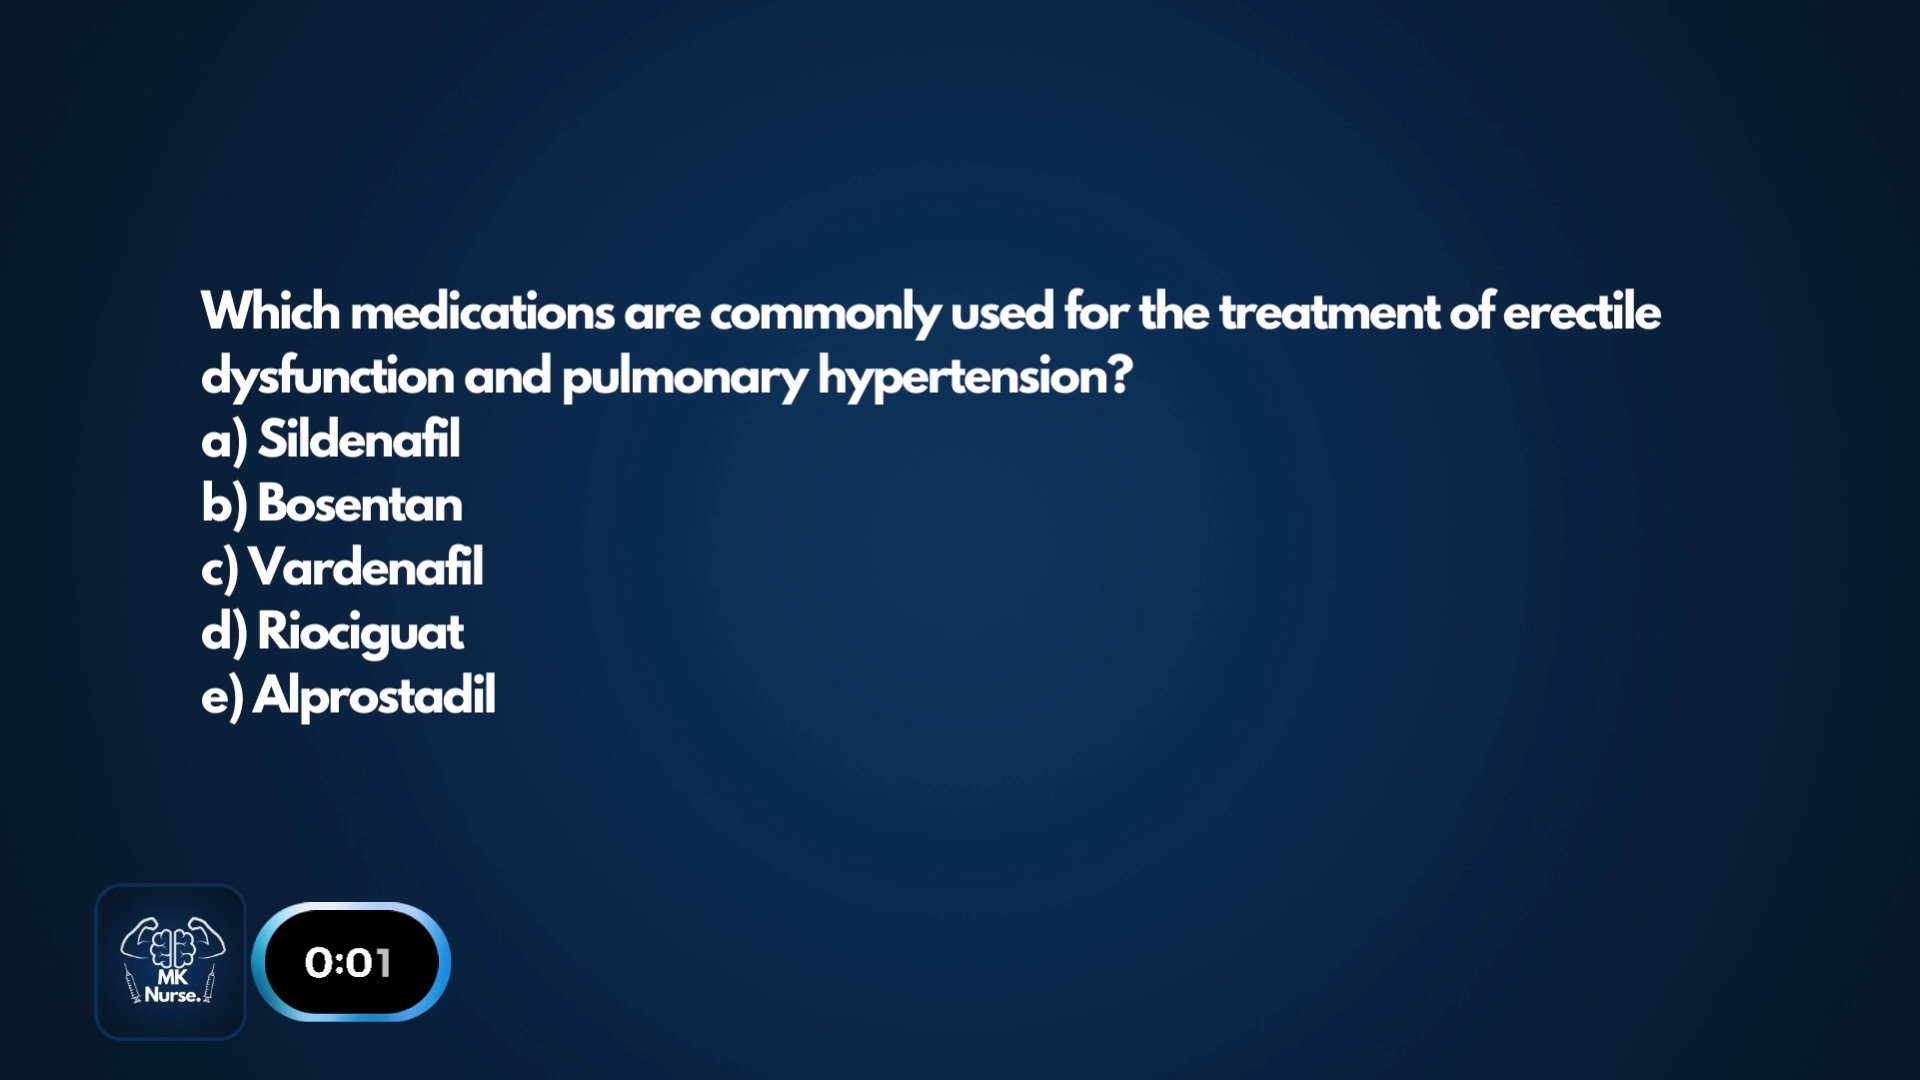 Which medications are commonly used for the treatment of erectile
dysfunction and pulmonary hypertension?
a) Sildenafil
b) Bosentan
c) Vardenafil
d) Riociguat
e) Alprostadil
MK
Nurse.
0:01